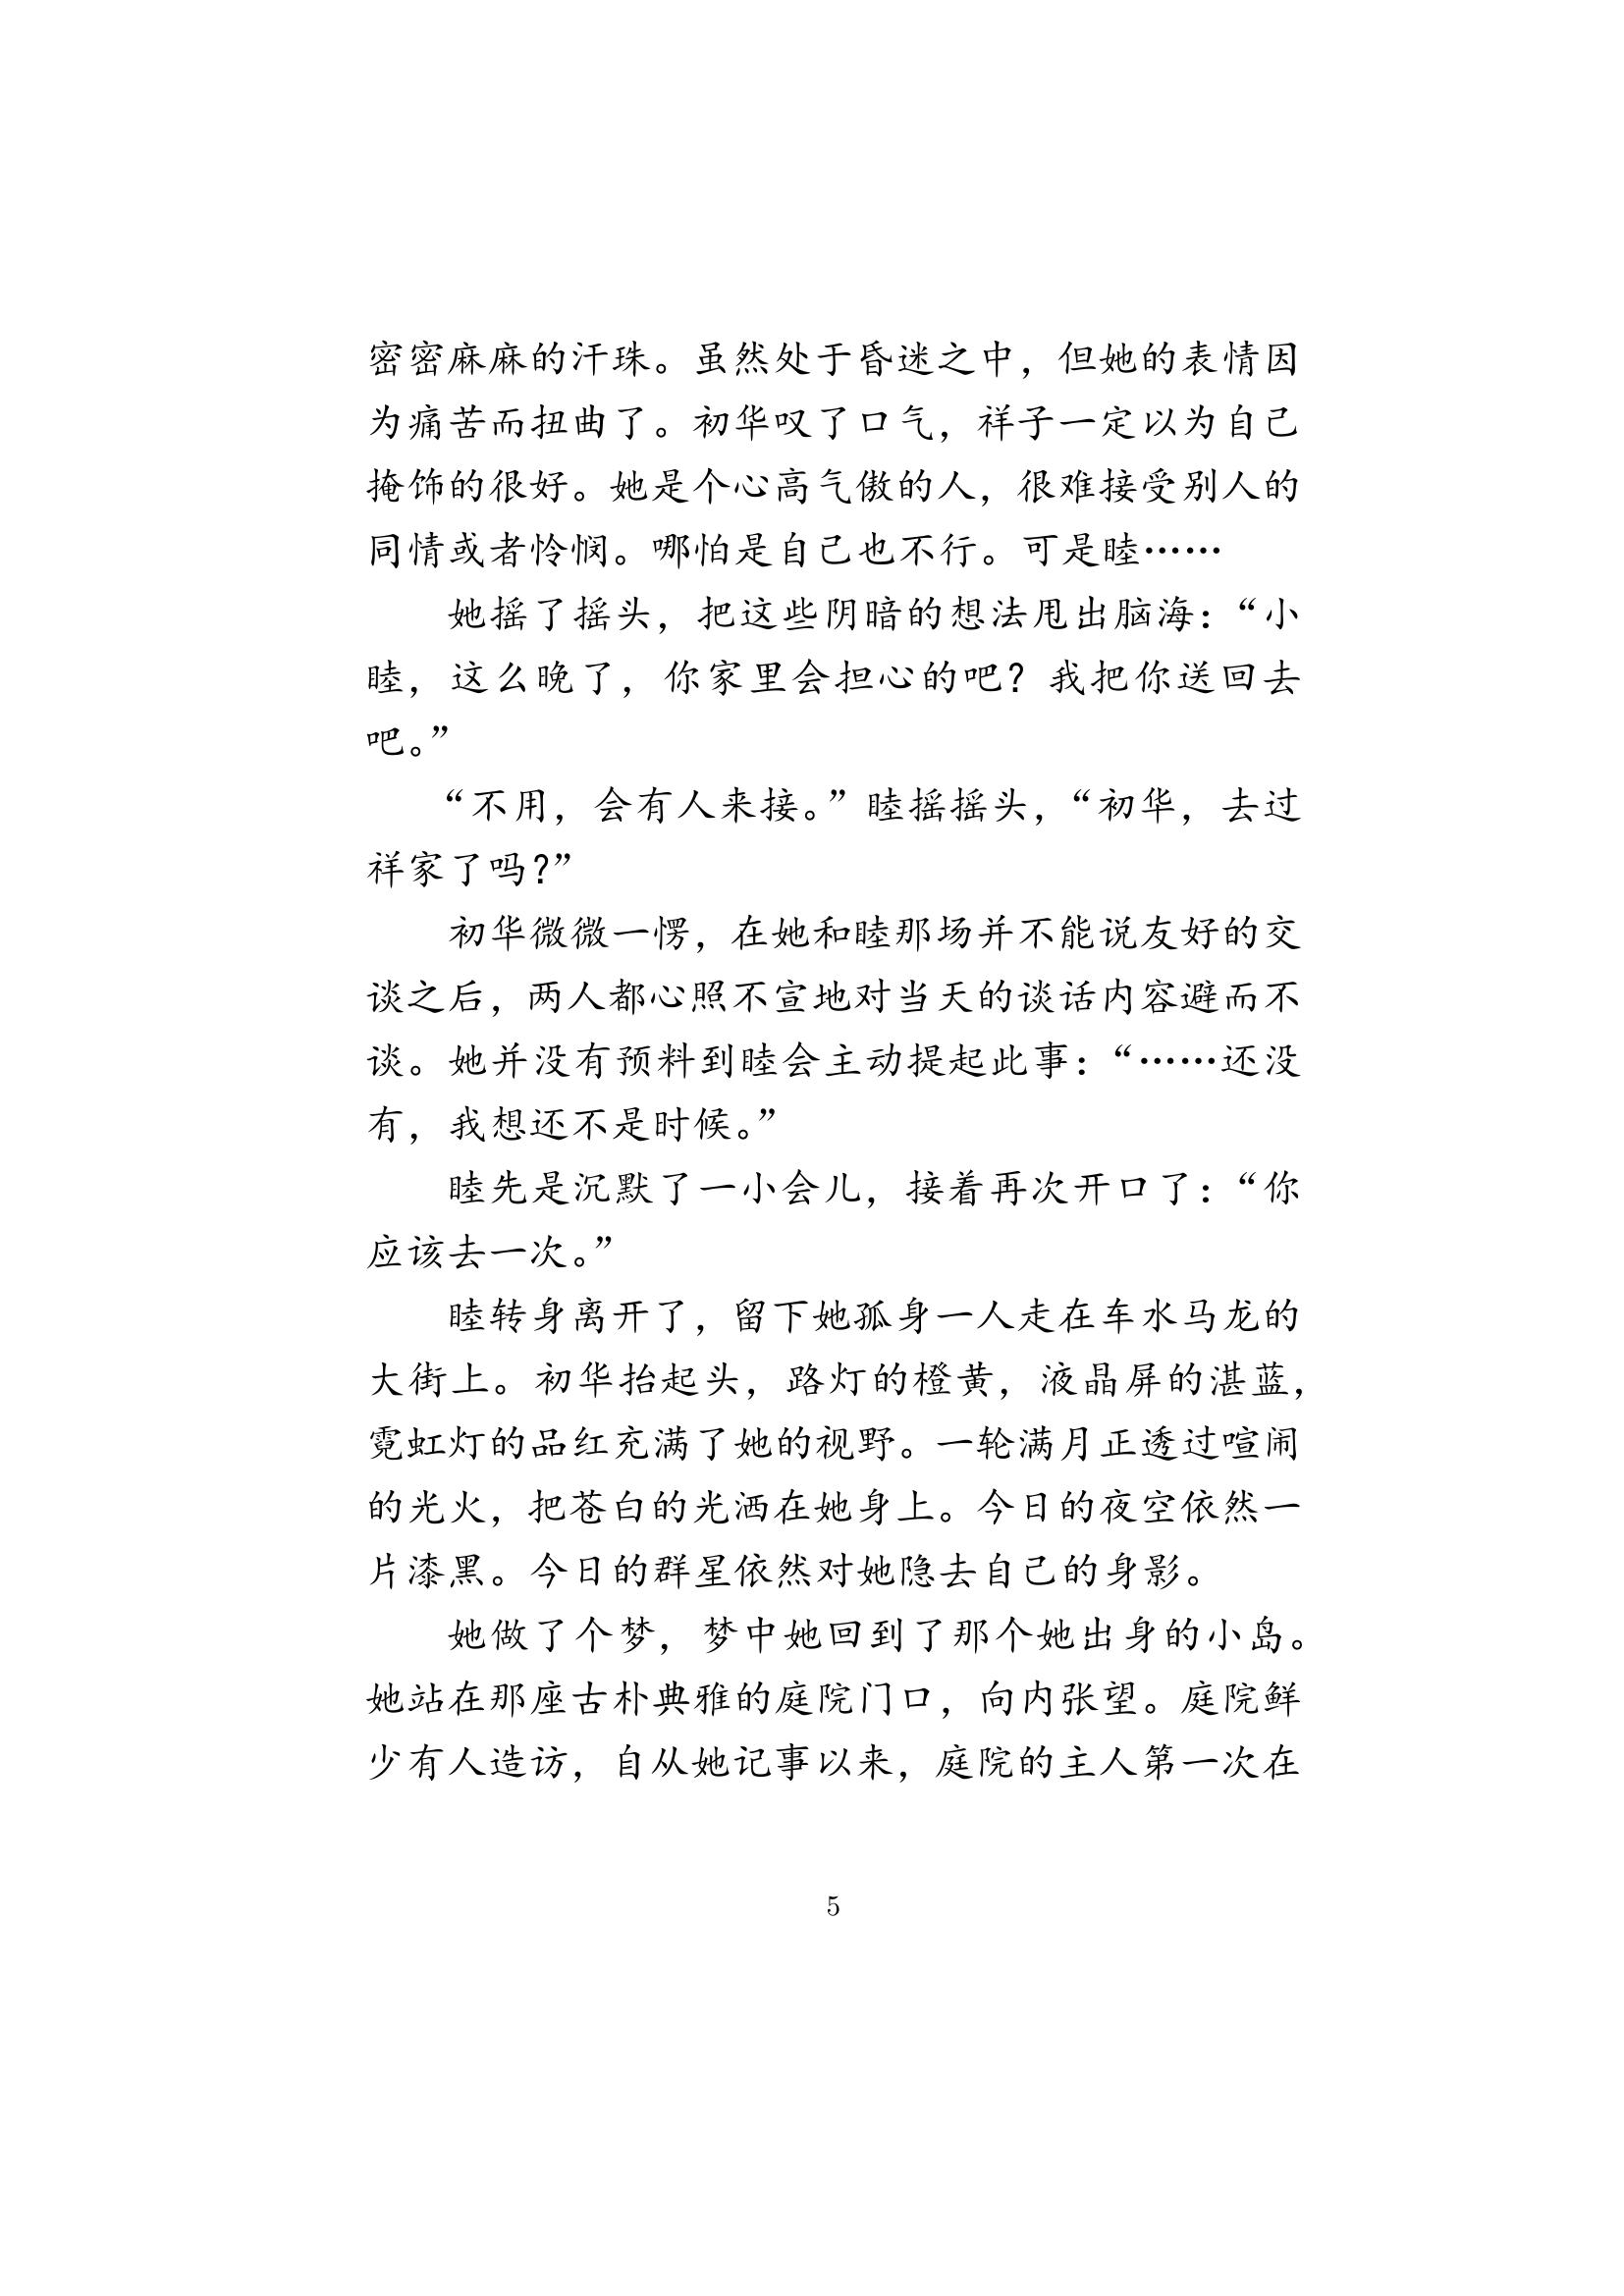 密密麻麻的汗珠。虽然处于昏迷之中，但她的表情因
为痛苦而扭曲了。初华叹了口气，祥子一定以为自己
掩饰的很好。她是个心高气傲的人，很难接受别人的
同情或者怜悯。哪怕是自己也不行。可是睦……
她摇了摇头，把这些阴暗的想法甩出脑海：“小
睦，这么晚了，你家里会担心的吧？我把你送回去
吧。”
“不用，会有人来接。”睦摇摇头，“初华，去过
祥家了吗？”
初华微微一愣，在她和睦那场并不能说友好的交
谈之后，两人都心照不宣地对当天的谈话内容避而不
谈。她并没有预料到睦会主动提起此事：“……还没
有，我想还不是时候。”
睦先是沉默了一小会儿，接着再次开口了：“你
应该去一次。”
睦转身离开了，留下她孤身一人走在车水马龙的
大街上。初华抬起头，路灯的橙黄，液晶屏的湛蓝，
霓虹灯的品红充满了她的视野。一轮满月正透过喧闹
的光火，把苍白的光洒在她身上。今日的夜空依然一
片漆黑。今日的群星依然对她隐去自己的身影。
她做了个梦，梦中她回到了那个她出身的小岛。
她站在那座古朴典雅的庭院门口，向内张望。庭院鲜
少有人造访，自从她记事以来，庭院的主人第一次在
5